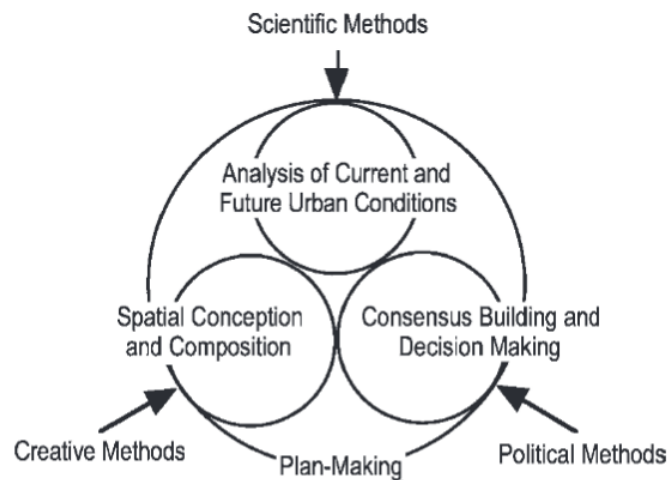 Scientific Methods
Analysis of Current and
Future Urban Conditions
Spatial Conception
and Composition
Consensus Building and
Decision Making
Creative Methods
Plan-Making
Political Methods